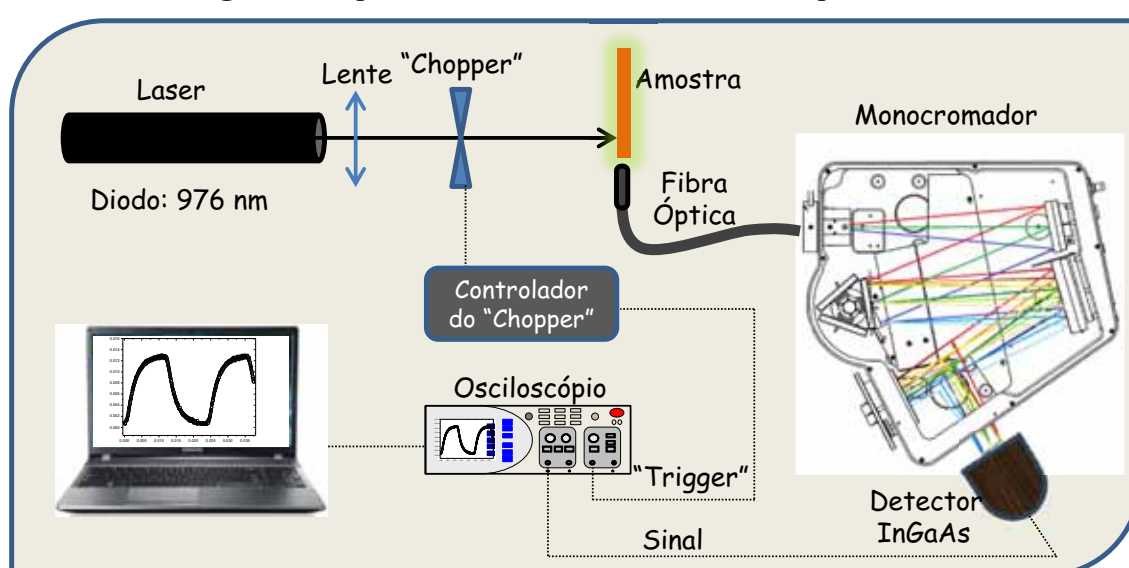 Laser
Lente
“Chopper”
Amostra
Monocromador
Diodo: 976 nm
Fibra
Óptica
Controlador
do “Chopper”
Osciloscópio
“Trigger”
Detector
InGaAs
Sinal